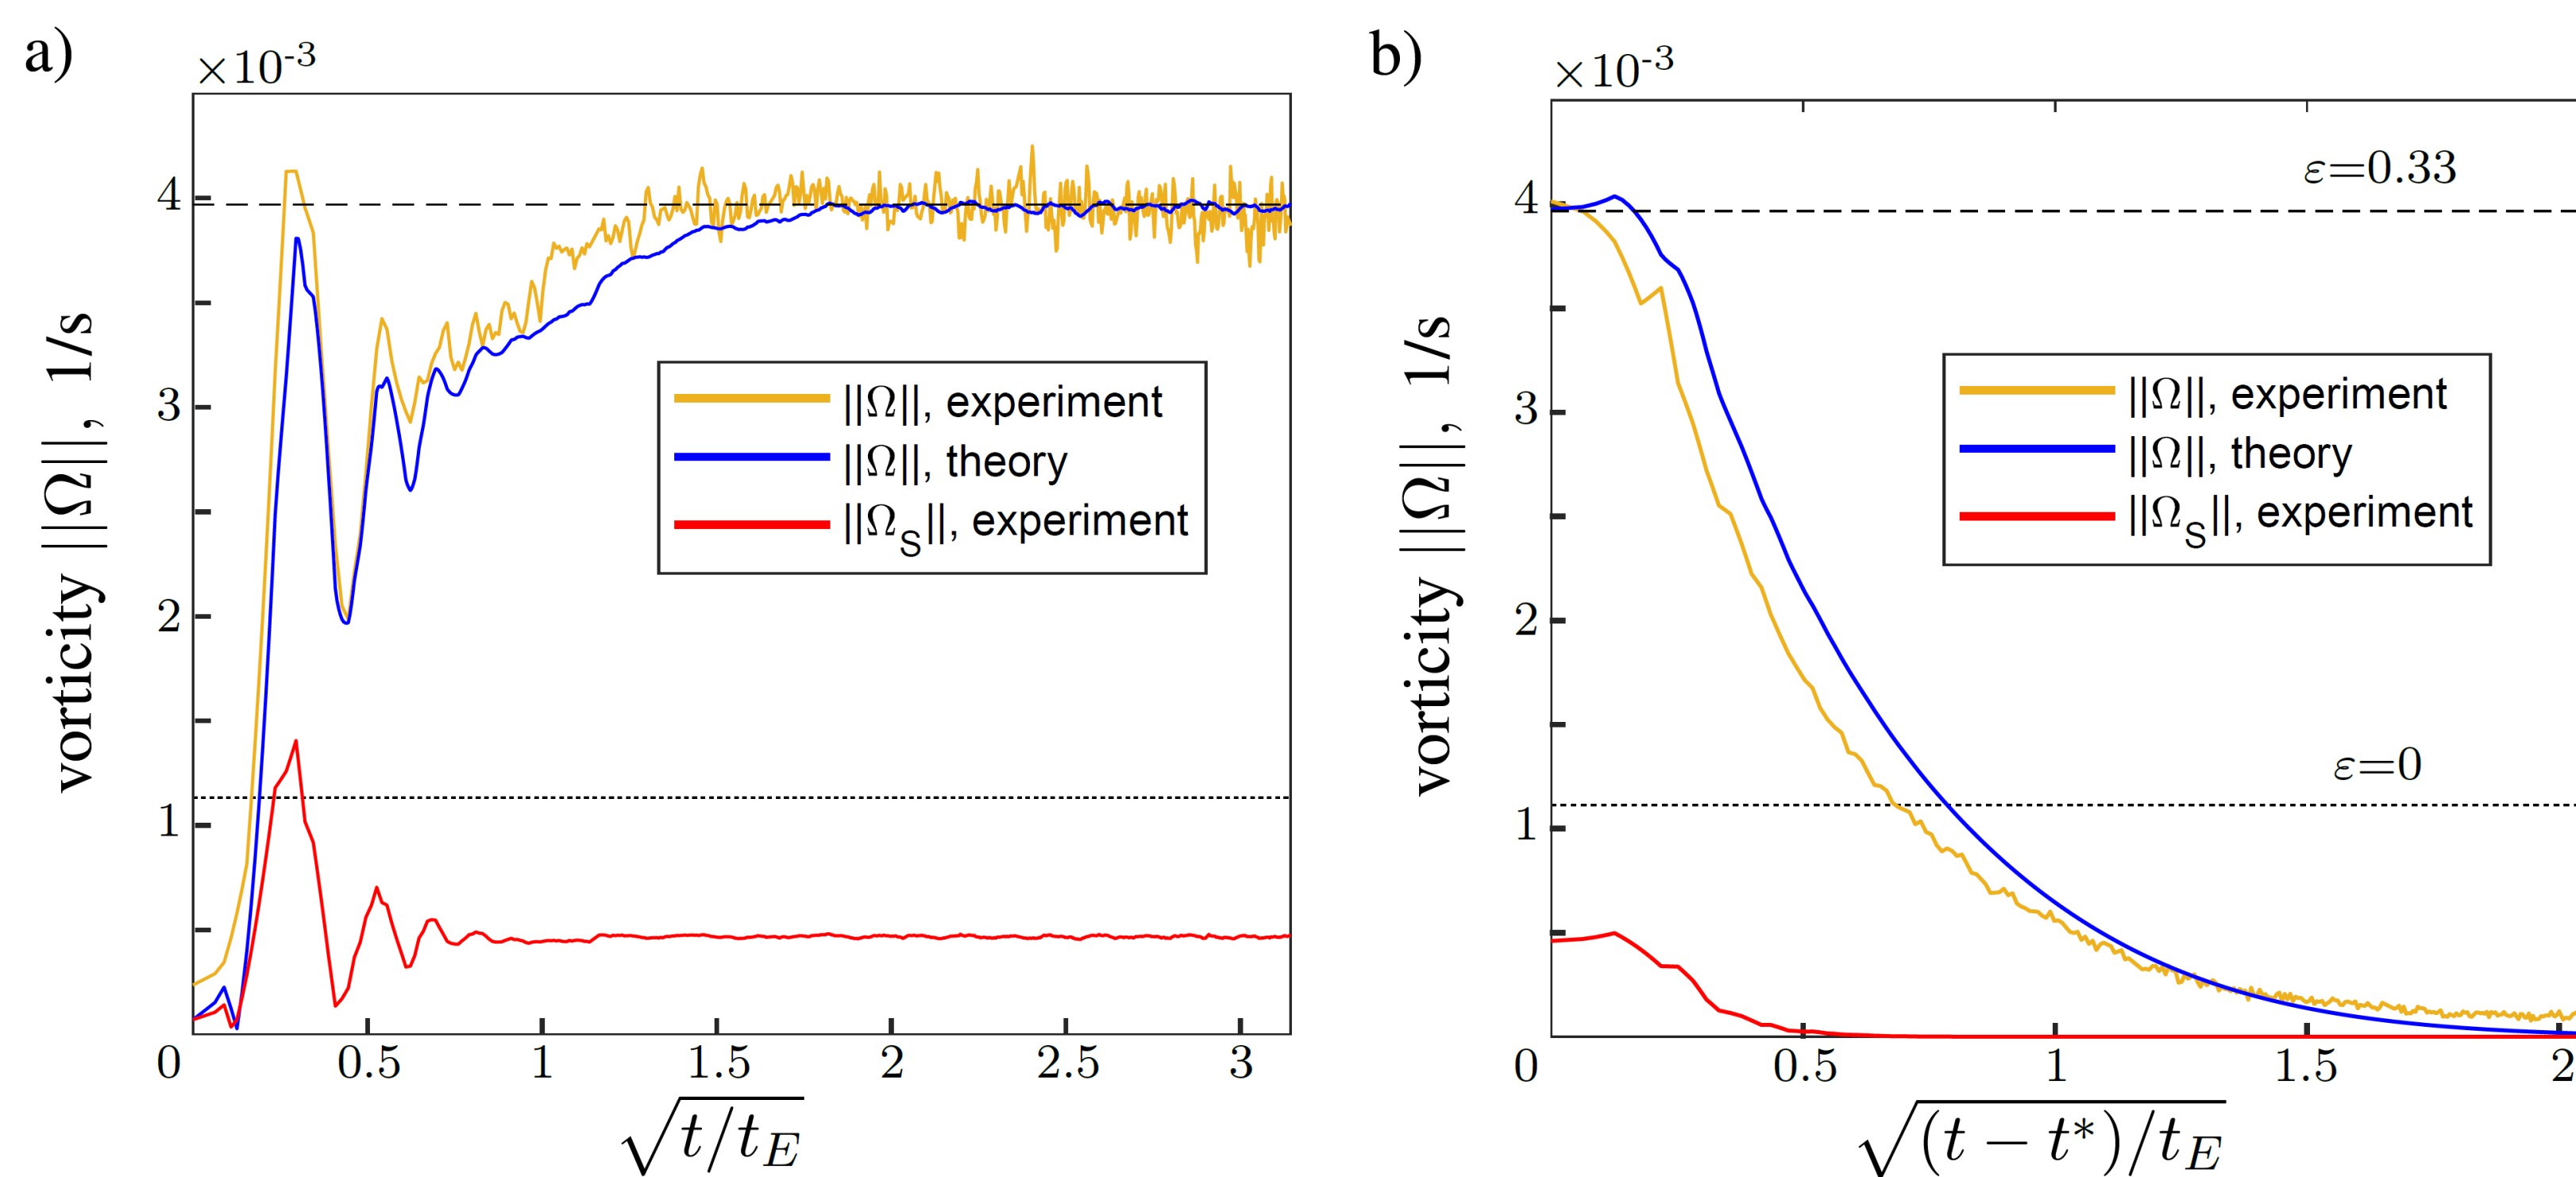 a)
×10⁻³
4
3
2
1
0 0.5 1 1.5 2 2.5 3
vorticity ||Ω||, 1/s
√t/t_E
||Ω||, experiment
||Ω||, theory
||Ω_S||, experiment
b)
×10⁻³
4
3
2
1
0 0.5 1 1.5 2
vorticity ||Ω||, 1/s
√(t − t*)/t_E
ε=0.33
||Ω||, experiment
||Ω||, theory
||Ω_S||, experiment
ε=0